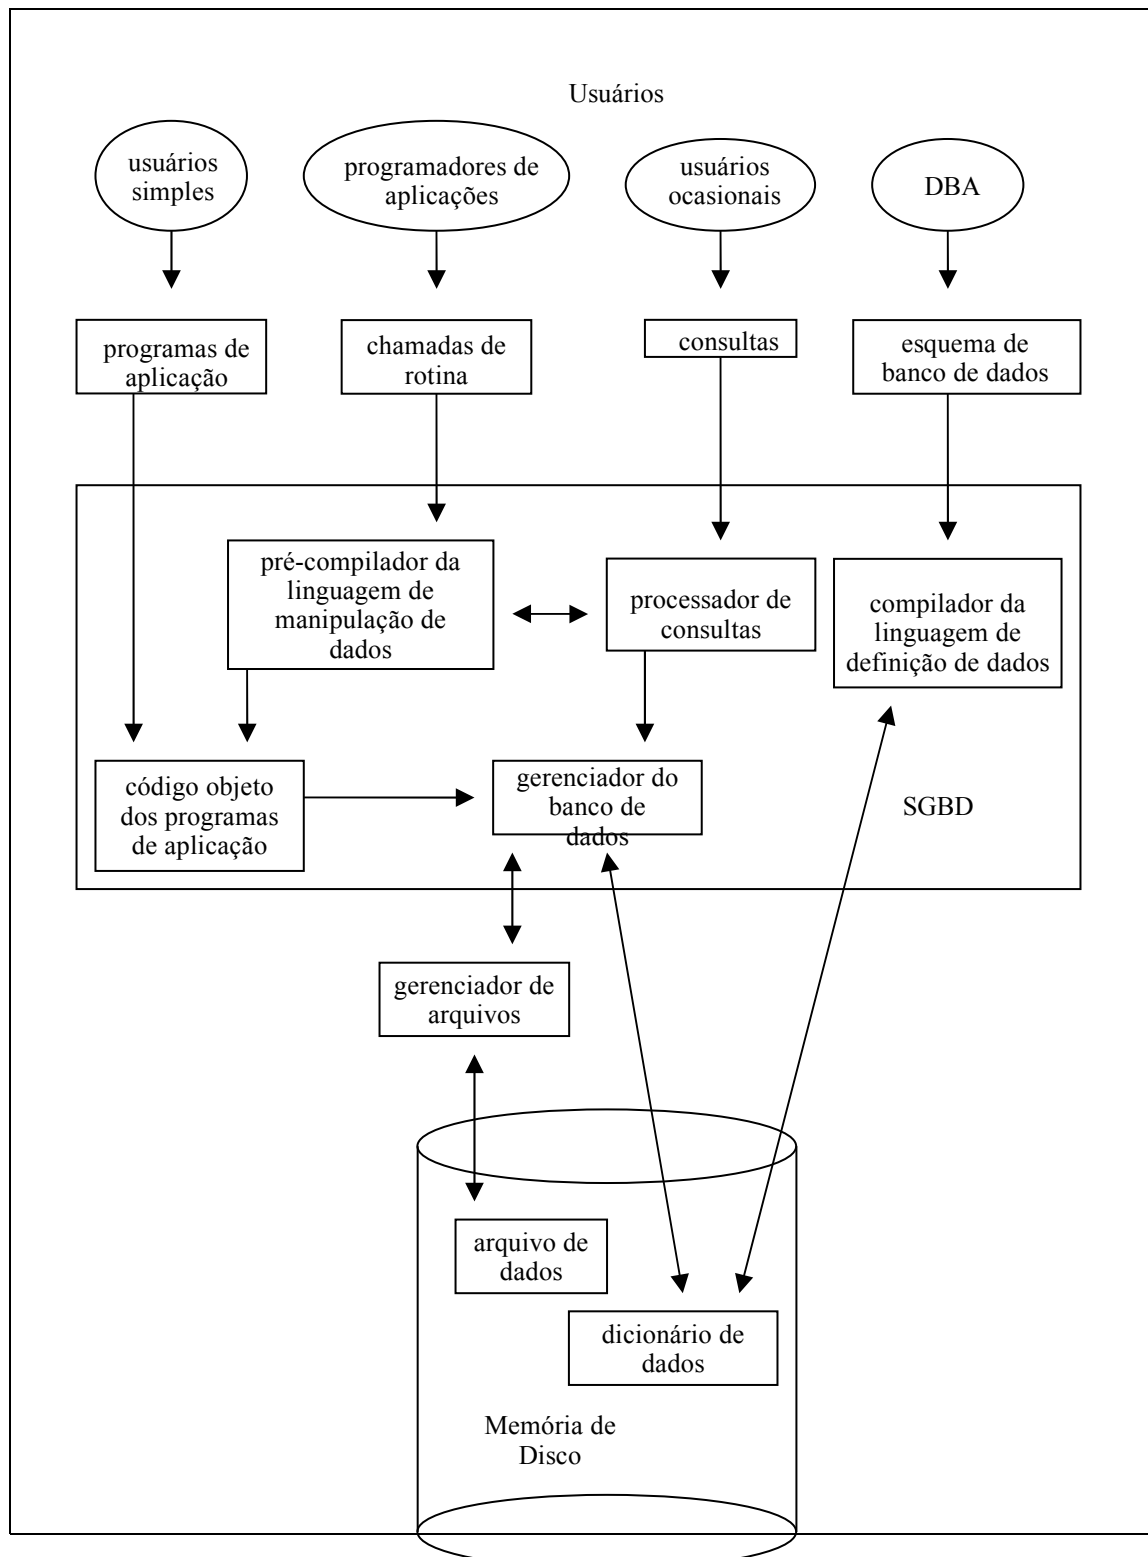 Usuários
usuários
simples
programadores de
aplicações
usuários
ocasionais
DBA
programas de
aplicação
chamadas de
rotina
consultas
esquema de
banco de dados
pré-compilador da
linguagem de
manipulação de
dados
processador de
consultas
compilador da
linguagem de
definição de dados
código objeto
dos programas
de aplicação
gerenciador do
banco de
dados
SGBD
gerenciador de
arquivos
arquivo de
dados
dicionário de
dados
Memória de
Disco